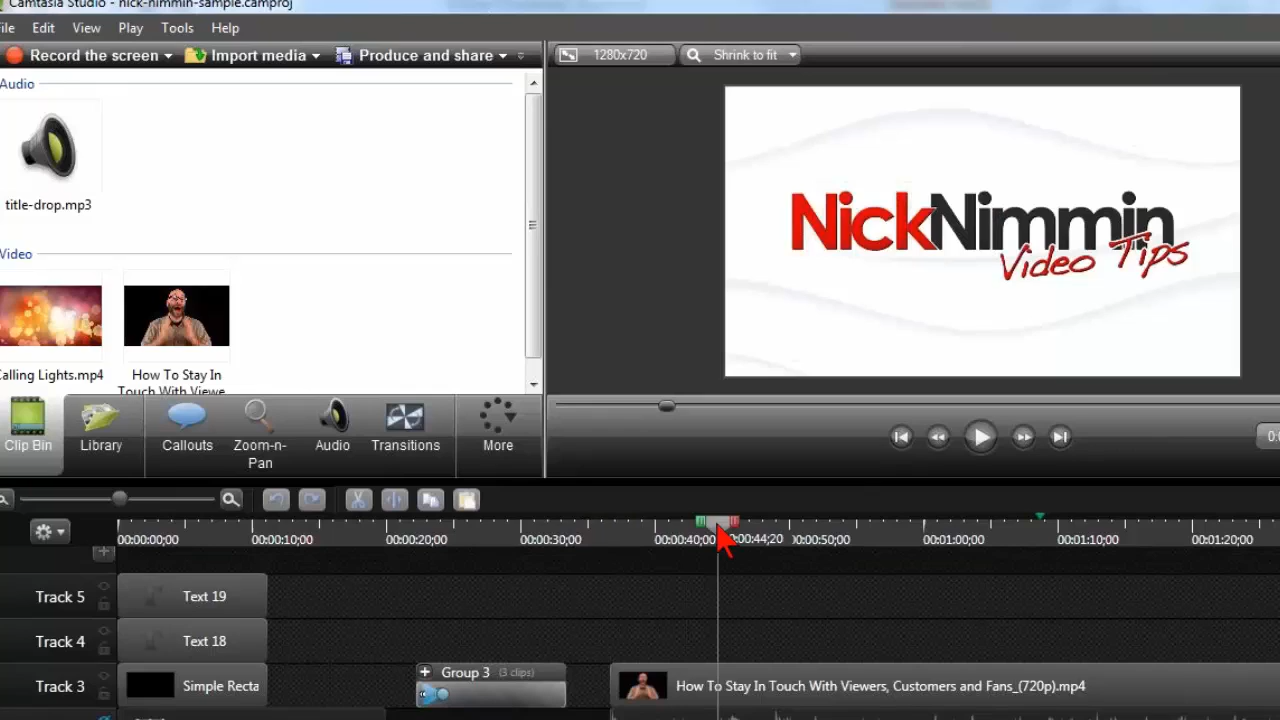 Camtasia Studio - nick-nimmin-sample.camproj
File Edit View Play Tools Help
Record the screen Import media Produce and share 1280x720 Shrink to fit
Audio
title-drop.mp3
Video
NickNimmin
Video Tips
alling Lights.mp4 How To Stay In
Touch With Viewe...
Clip Bin Library Callouts Zoom-n-
Pan Audio Transitions More
0:0
00:00:00;00 00:00:10;00 00:00:20;00 00:00:30;00 00:00:40;00 0:00:44;20 00:00:50;00 00:01:00;00 00:01:10;00 00:01:20;00
Track 5 Text 19
Track 4 Text 18
Track 3 Simple Recta Group 3 (3 clips) How To Stay In Touch With Viewers, Customers and Fans_(720p).mp4